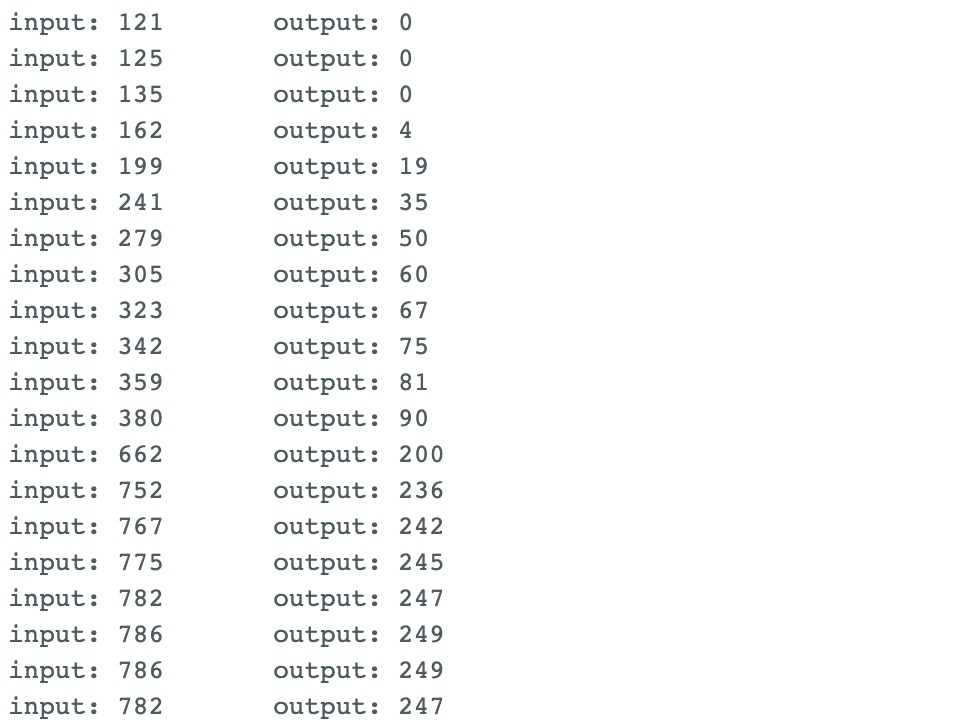 input: 121 output: 0
input: 125 output: 0
input: 135 output: 0
input: 162 output: 4
input: 199 output: 19
input: 241 output: 35
input: 279 output: 50
input: 305 output: 60
input: 323 output: 67
input: 342 output: 75
input: 359 output: 81
input: 380 output: 90
input: 662 output: 200
input: 752 output: 236
input: 767 output: 242
input: 775 output: 245
input: 782 output: 247
input: 786 output: 249
input: 786 output: 249
input: 782 output: 247